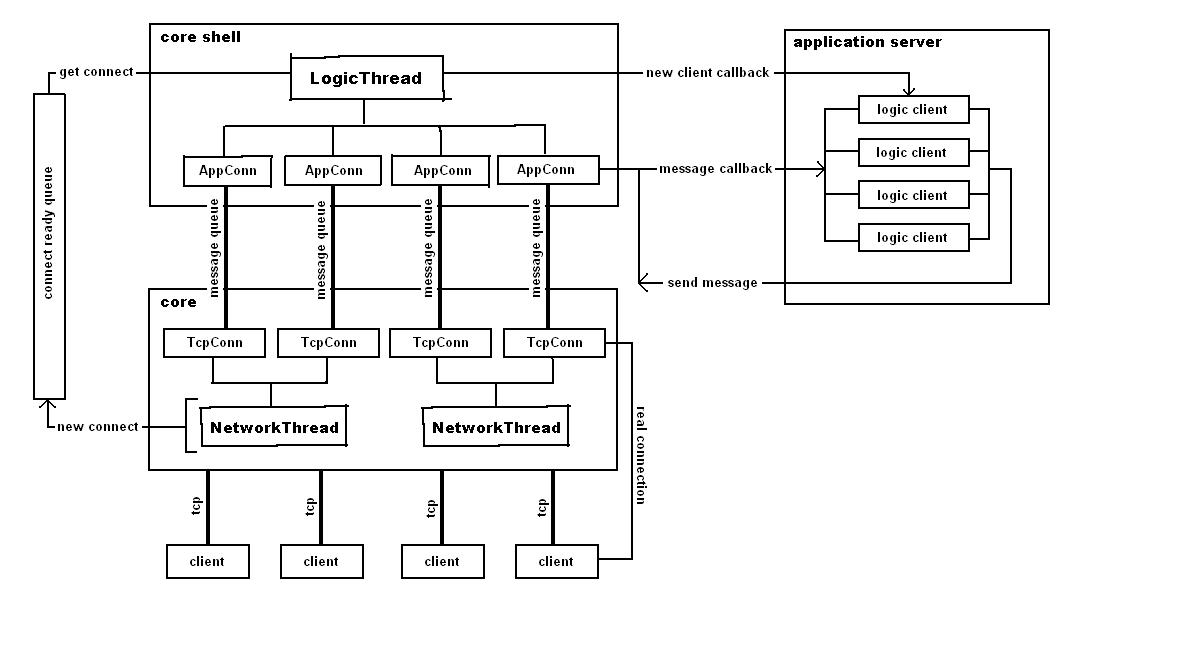 core shell
application server
get connect
LogicThread
new client callback
logic client
logic client
logic client
logic client
AppConn
AppConn
AppConn
AppConn
message callback
connect ready queue
message queue
message queue
message queue
message queue
send message
core
TcpConn
TcpConn
TcpConn
TcpConn
new connect
NetworkThread
NetworkThread
real connection
tcp
tcp
tcp
tcp
client
client
client
client